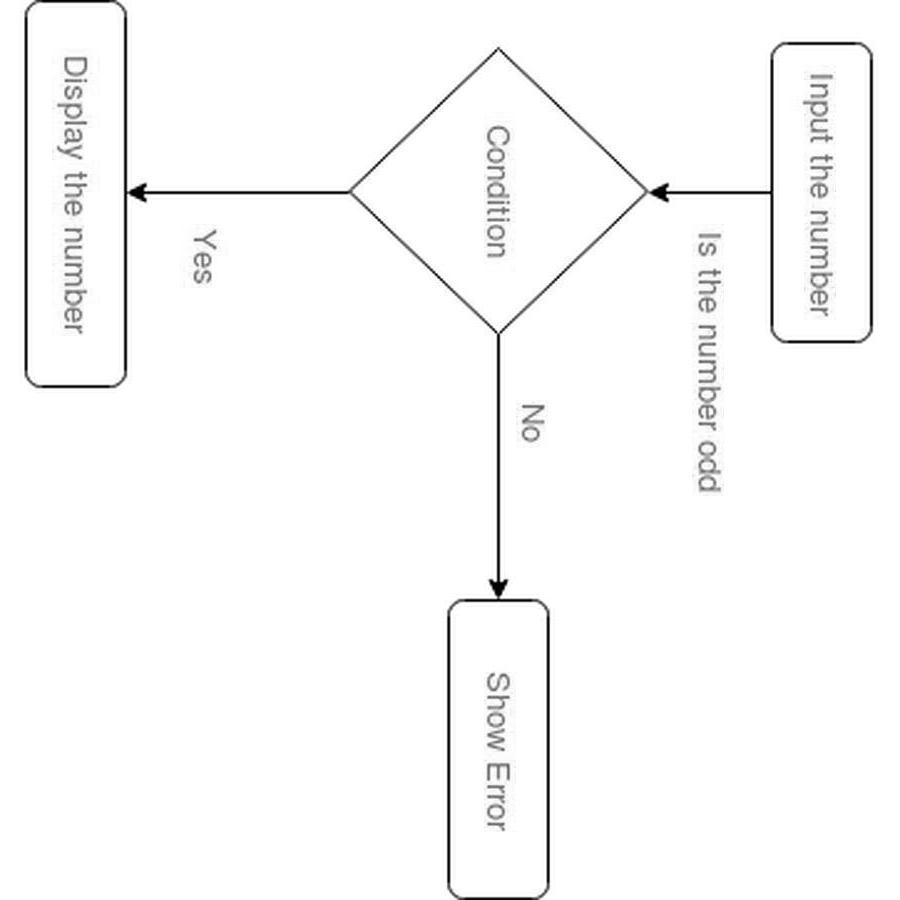 Input the number
Is the number odd
Condition
No
Yes
Show Error
Display the number